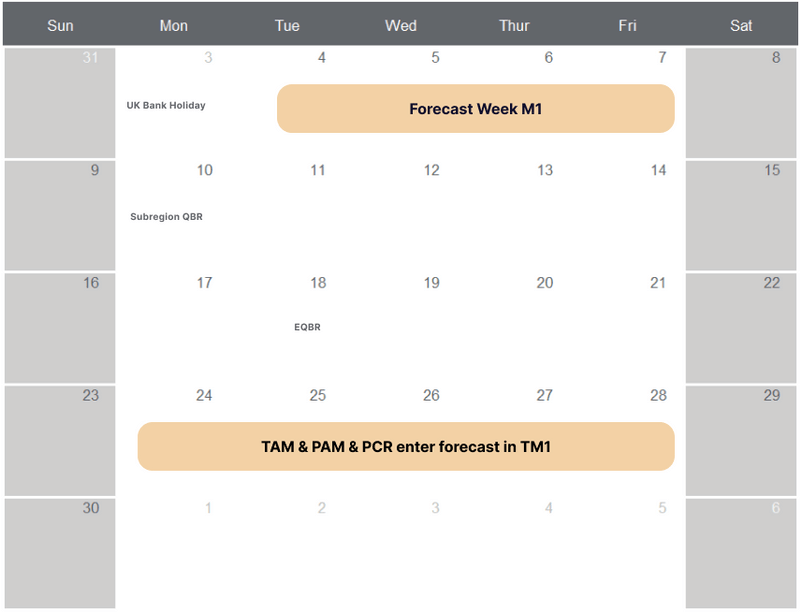 Sun Mon Tue Wed Thur Fri Sat
31 3 4 5 6 7 8
UK Bank Holiday
Forecast Week M1
9 10 11 12 13 14 15
Subregion QBR
16 17 18 19 20 21 22
EQBR
23 24 25 26 27 28 29
TAM & PAM & PCR enter forecast in TM1
30 1 2 3 4 5 6